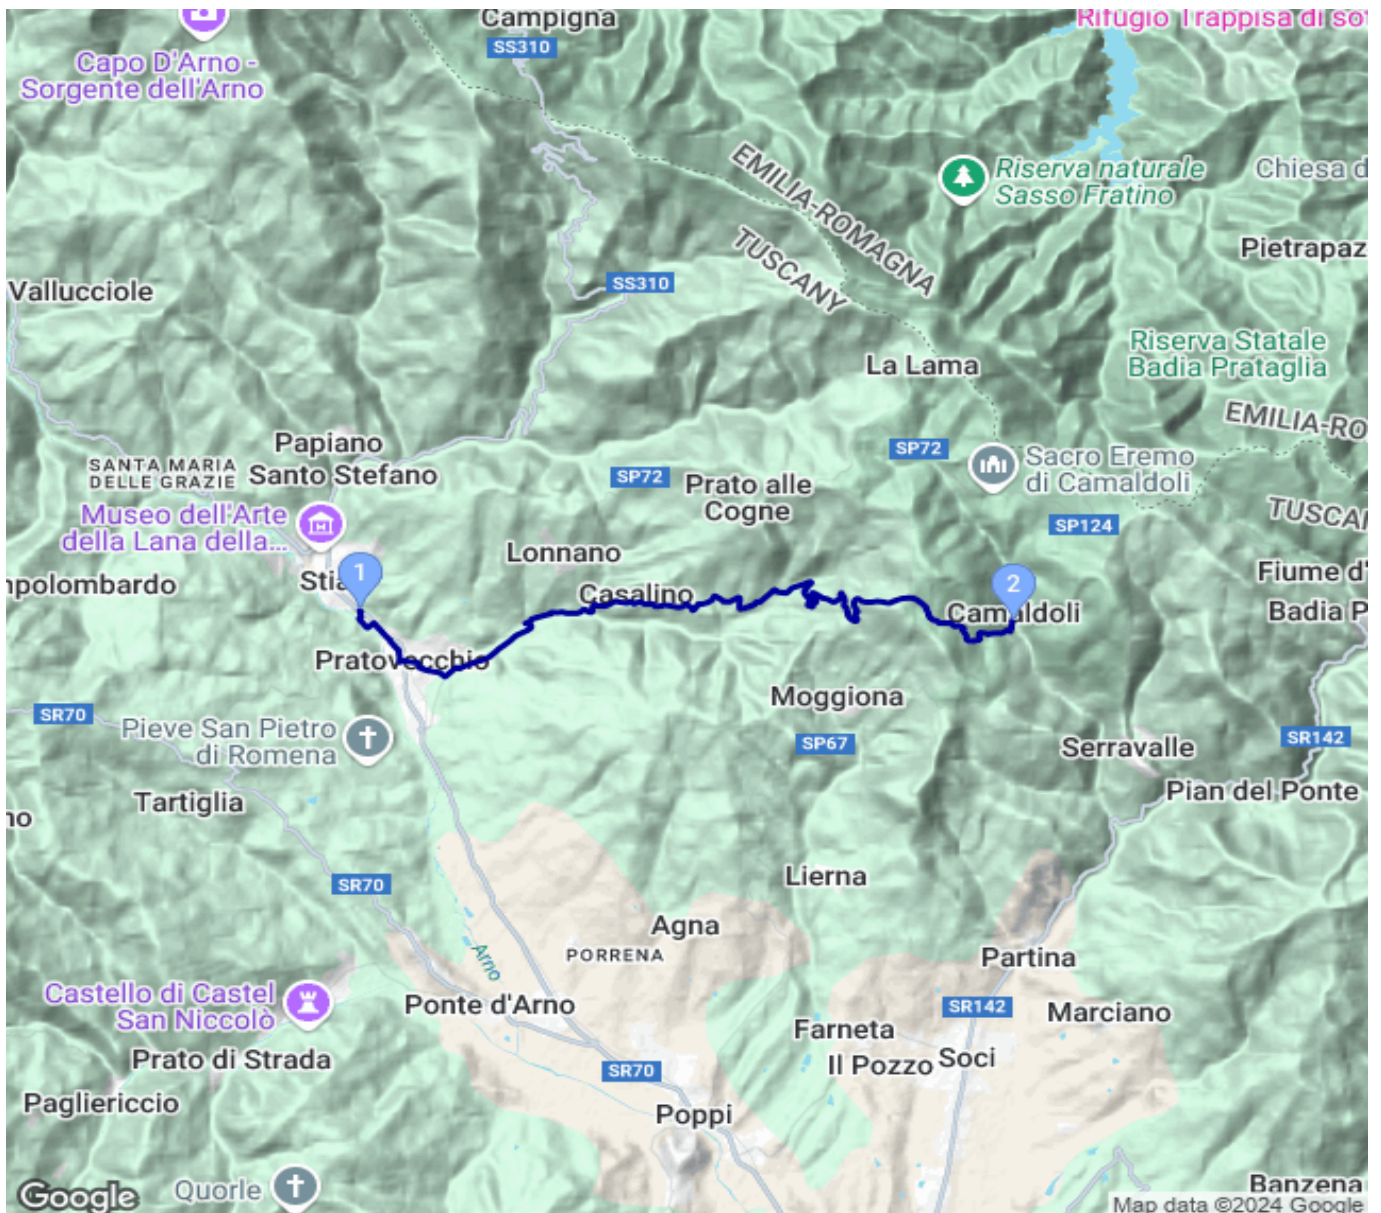 Campigna
Rifugio Trappisa di sot
SS310
Capo D'Arno -
Sorgente dell'Arno
EMILIA-ROMAGNA
Riserva naturale
Sasso Fratino
Chiesa d
TUSCANY
Pietrapaz
Vallucciole
SS310
Riserva Statale
Badia Prataglia
La Lama
EMILIA-RO
Papiano
SP72
SANTA MARIA
DELLE GRAZIE
Santo Stefano
SP72
Prato alle
Cogne
Sacro Eremo
di Camaldoli
TUSCAN
Museo dell'Arte
della Lana della...
SP124
Lonnano
mpolombardo
Stia
1
Casalino
2
Camaldoli
Fiume d'
Badia P
Pratovecchio
Moggiona
SR70
Pieve San Pietro
di Romena
SP67
Serravalle
SR142
Tartiglia
Pian del Ponte
no
SR70
Lierna
Agna
PORRENA
Arno
Partina
Castello di Castel
San Niccolò
Ponte d'Arno
SR142
Marciano
Farneta
Prato di Strada
Il Pozzo
Soci
SR70
Pagliericcio
Poppi
Quorle
Banzena
Google
Map data ©2024 Google